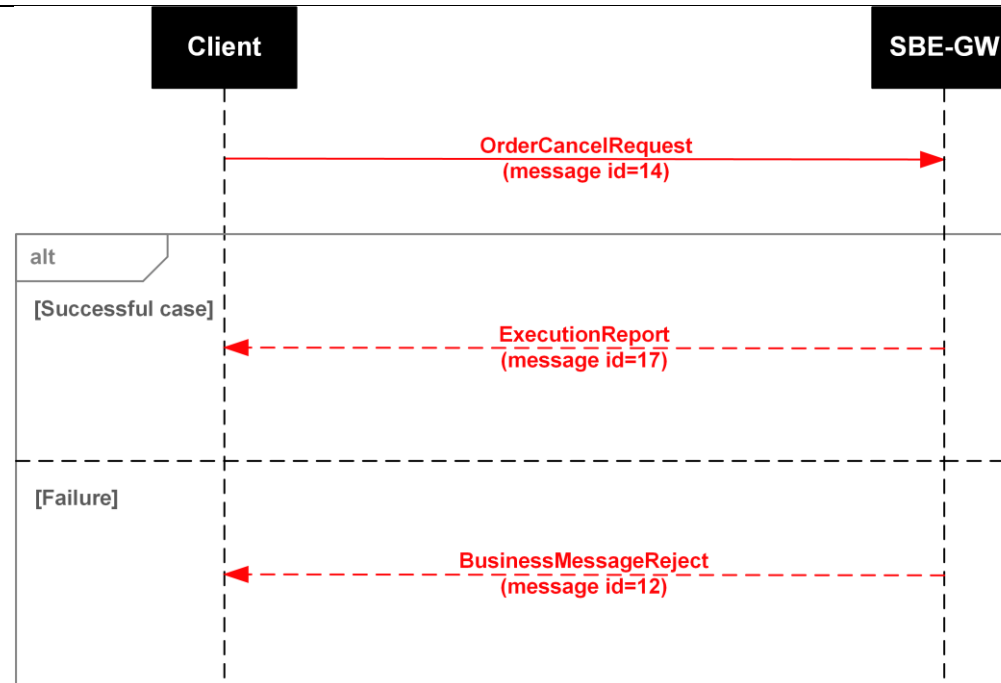 Client
SBE-GW
OrderCancelRequest
(message id=14)
alt
[Successful case]
ExecutionReport
(message id=17)
[Failure]
BusinessMessageReject
(message id=12)